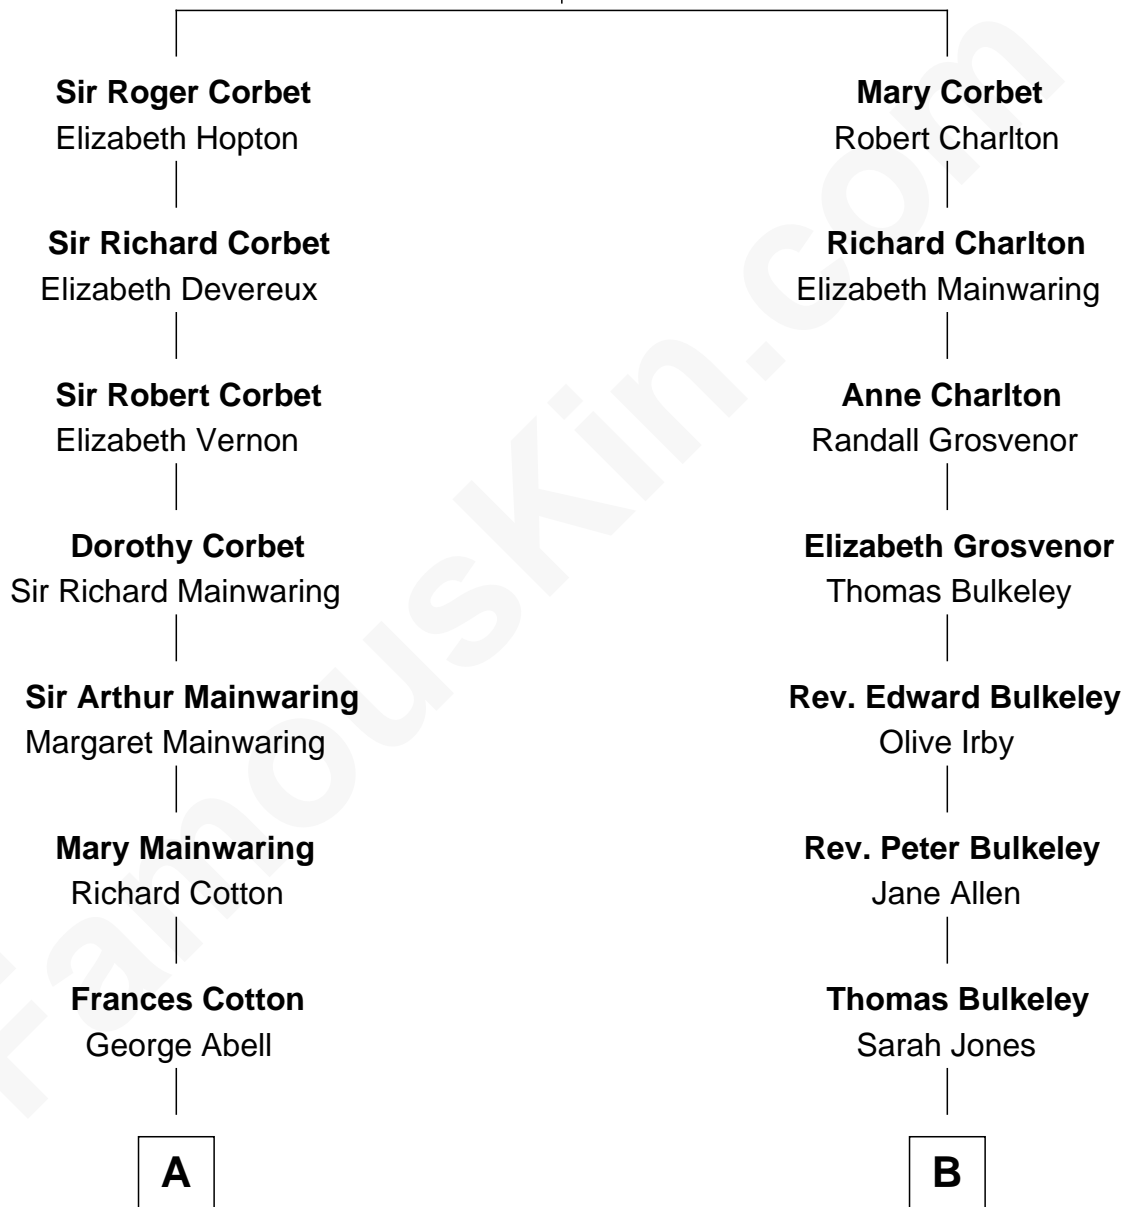 Sir Roger Corbet
Elizabeth Hopton
Sir Richard Corbet
Elizabeth Devereux
Sir Robert Corbet
Elizabeth Vernon
Dorothy Corbet
Sir Richard Mainwaring
Sir Arthur Mainwaring
Margaret Mainwaring
Mary Mainwaring
Richard Cotton
Frances Cotton
George Abell
A
Mary Corbet
Robert Charlton
Richard Charlton
Elizabeth Mainwaring
Anne Charlton
Randall Grosvenor
Elizabeth Grosvenor
Thomas Bulkeley
Rev. Edward Bulkeley
Olive Irby
Rev. Peter Bulkeley
Jane Allen
Thomas Bulkeley
Sarah Jones
B
FamousKin.com